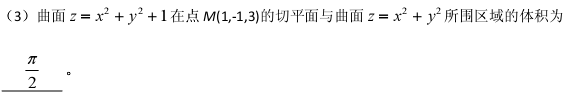 （3）曲面 z = x² + y² + 1 在点 M(1,-1,3)的切平面与曲面 z = x² + y² 所围区域的体积为
π/2 。